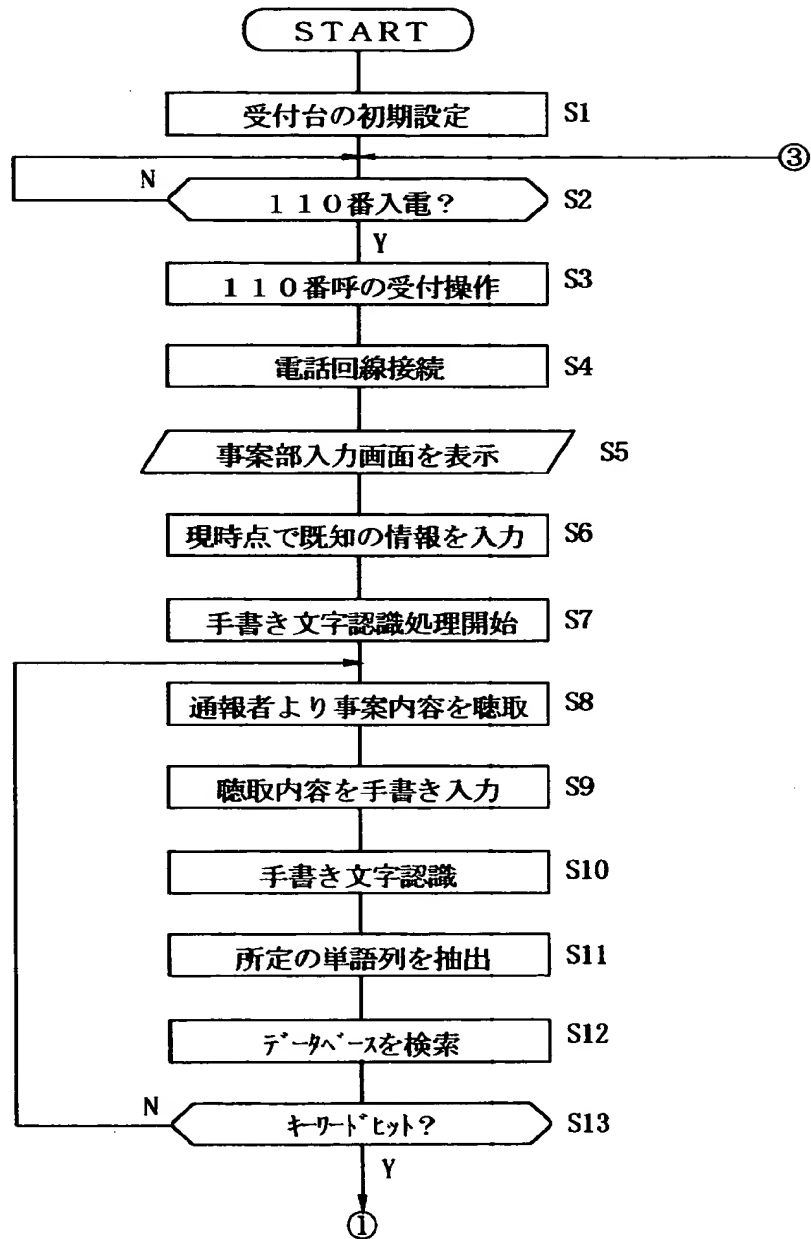 START
受付台の初期設定 S1
③
N
110番入電? S2
Y
110番呼の受付操作 S3
電話回線接続 S4
事案部入力画面を表示 S5
現時点で既知の情報を入力 S6
手書き文字認識処理開始 S7
通報者より事案内容を聴取 S8
聴取内容を手書き入力 S9
手書き文字認識 S10
所定の単語列を抽出 S11
データベースを検索 S12
N
キーワードヒット? S13
Y
①